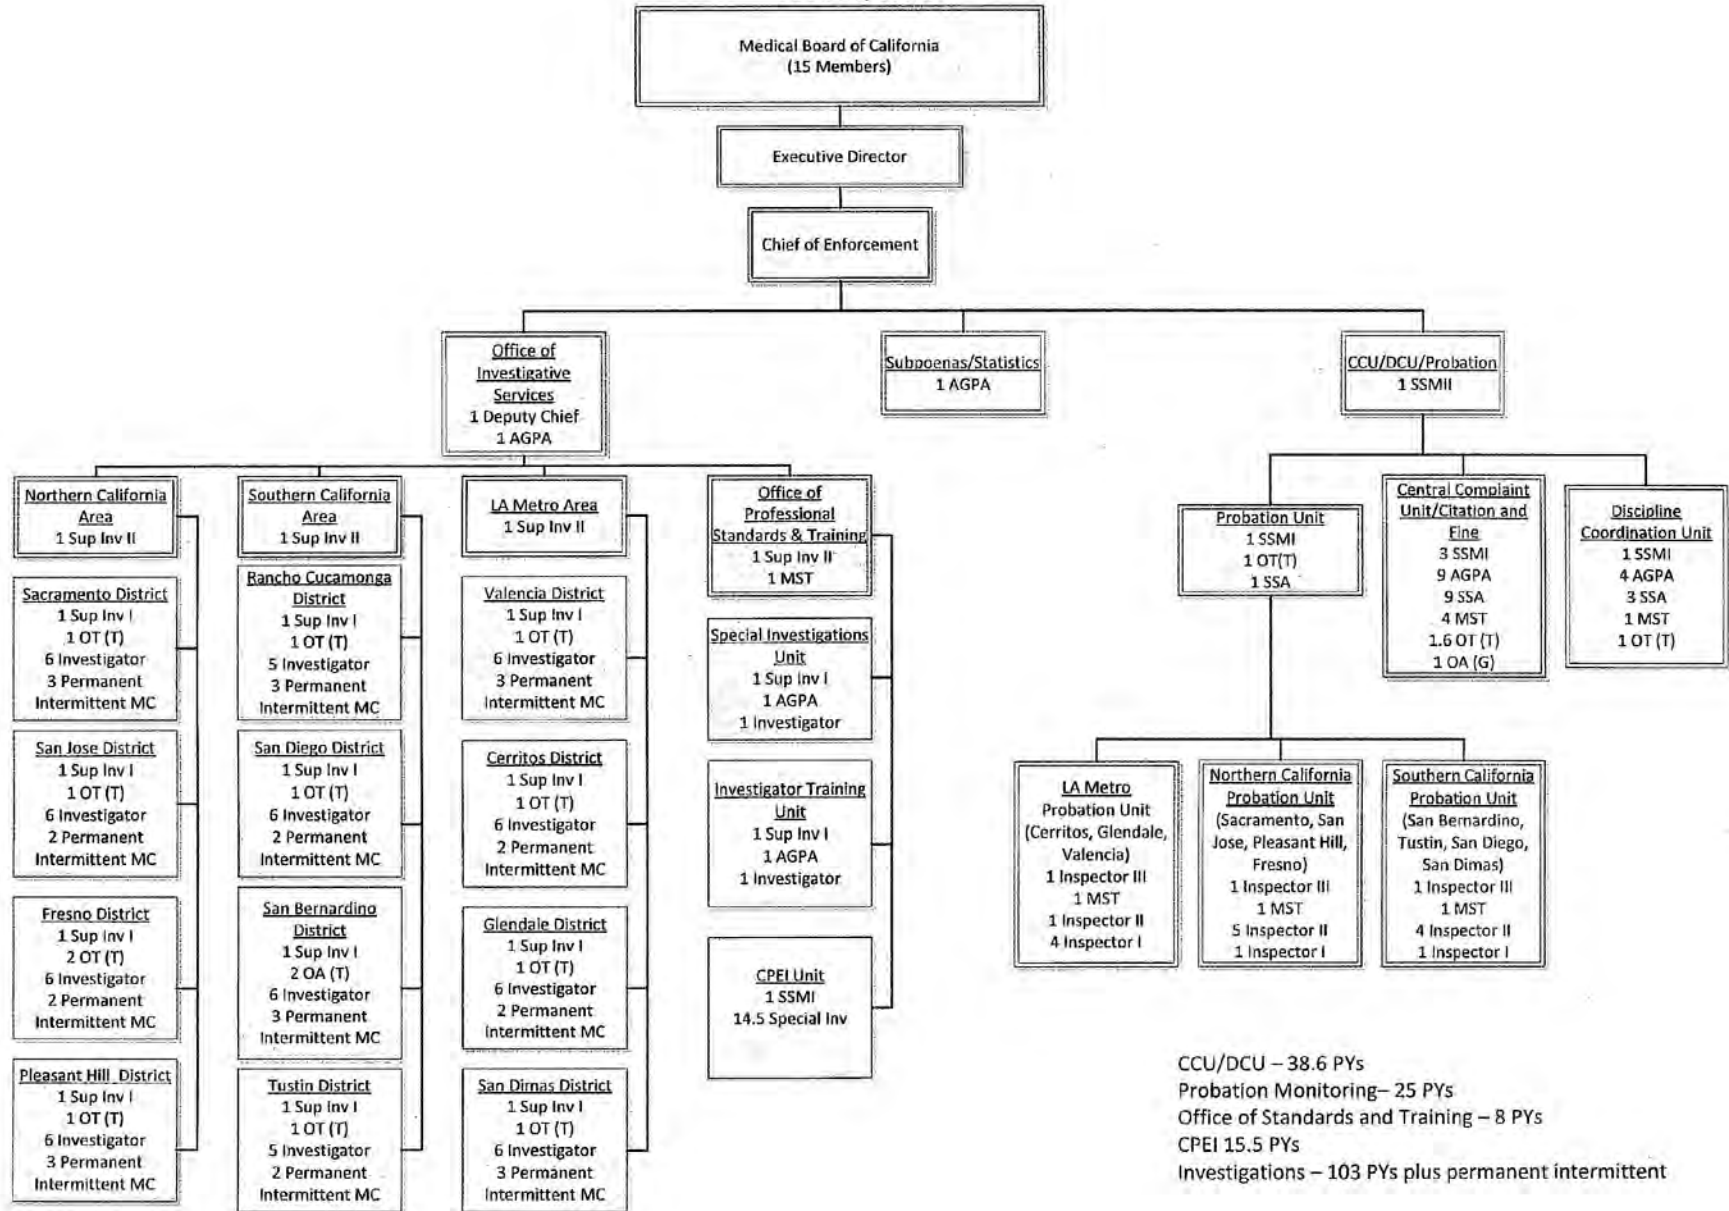 Medical Board of California
(15 Members)
Executive Director
Chief of Enforcement
Office of
Investigative
Services
1 Deputy Chief
1 AGPA
Subpoenas/Statistics
1 AGPA
CCU/DCU/Probation
1 SSMII
Northern California
Area
1 Sup Inv II
Sacramento District
1 Sup Inv I
1 OT (T)
6 Investigator
3 Permanent
Intermittent MC
San Jose District
1 Sup Inv I
1 OT (T)
6 Investigator
2 Permanent
Intermittent MC
Fresno District
1 Sup Inv I
2 OT (T)
6 Investigator
2 Permanent
Intermittent MC
Pleasant Hill District
1 Sup Inv I
1 OT (T)
6 Investigator
3 Permanent
Intermittent MC
Southern California
Area
1 Sup Inv II
Rancho Cucamonga
District
1 Sup Inv I
1 OT (T)
5 Investigator
3 Permanent
Intermittent MC
San Diego District
1 Sup Inv I
1 OT (T)
6 Investigator
2 Permanent
Intermittent MC
San Bernardino
District
1 Sup Inv I
2 OA (T)
6 Investigator
3 Permanent
Intermittent MC
Tustin District
1 Sup Inv I
1 OT (T)
5 Investigator
2 Permanent
Intermittent MC
LA Metro Area
1 Sup Inv II
Valencia District
1 Sup Inv I
1 OT (T)
6 Investigator
3 Permanent
Intermittent MC
Cerritos District
1 Sup Inv I
1 OT (T)
6 Investigator
2 Permanent
Intermittent MC
Glendale District
1 Sup Inv I
1 OT (T)
6 Investigator
2 Permanent
Intermittent MC
San Dimas District
1 Sup Inv I
1 OT (T)
6 Investigator
3 Permanent
Intermittent MC
Office of
Professional
Standards & Training
1 Sup Inv II
1 MST
Special Investigations
Unit
1 Sup Inv I
1 AGPA
1 Investigator
Investigator Training
Unit
1 Sup Inv I
1 AGPA
1 Investigator
CPEI Unit
1 SSMI
14.5 Special Inv
Probation Unit
1 SSMI
1 OT(T)
1 SSA
Central Complaint
Unit/Citation and
Fine
3 SSMI
9 AGPA
9 SSA
4 MST
1.6 OT (T)
1 OA (G)
Discipline
Coordination Unit
1 SSMI
4 AGPA
3 SSA
1 MST
1 OT (T)
LA Metro
Probation Unit
(Cerritos, Glendale,
Valencia)
1 Inspector III
1 MST
1 Inspector II
4 Inspector I
Northern California
Probation Unit
(Sacramento, San
Jose, Pleasant Hill,
Fresno)
1 Inspector III
1 MST
5 Inspector II
1 Inspector I
Southern California
Probation Unit
(San Bernardino,
Tustin, San Diego,
San Dimas)
1 Inspector III
1 MST
4 Inspector II
1 Inspector I
CCU/DCU – 38.6 PYs
Probation Monitoring– 25 PYs
Office of Standards and Training – 8 PYs
CPEI 15.5 PYs
Investigations – 103 PYs plus permanent intermittent